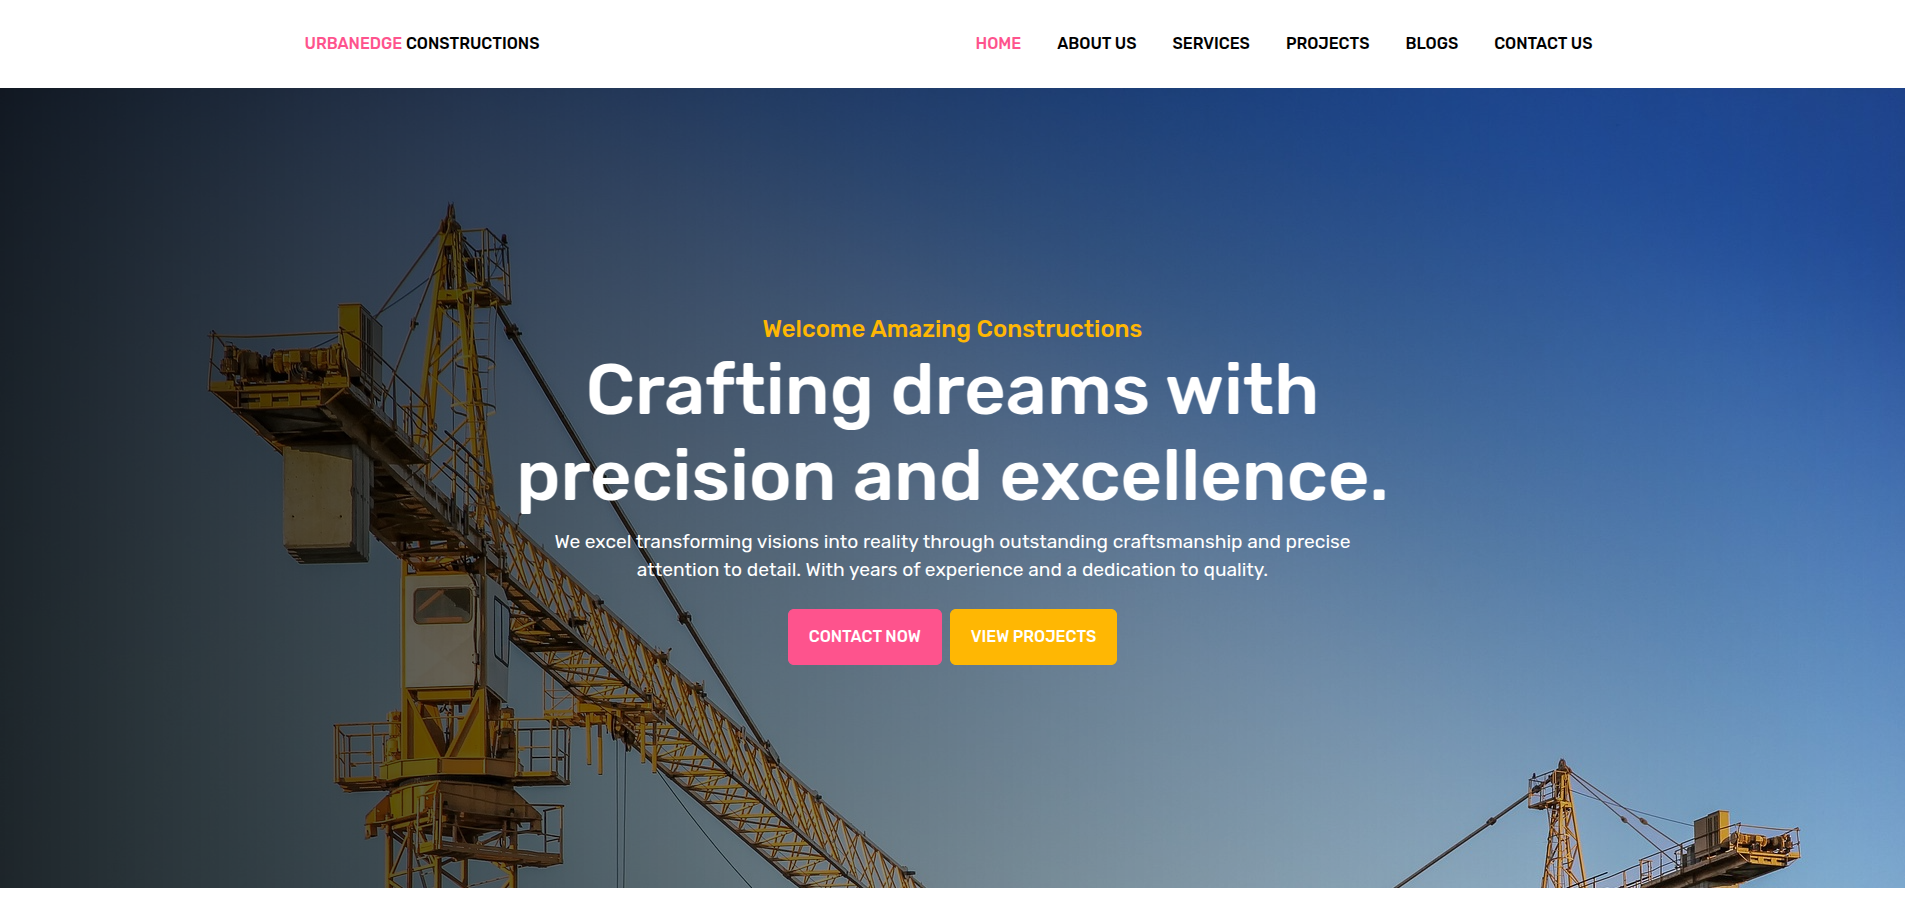 URBANEDGE CONSTRUCTIONS
HOME ABOUT US SERVICES PROJECTS BLOGS CONTACT US
Welcome Amazing Constructions
Crafting dreams with
precision and excellence.
We excel transforming visions into reality through outstanding craftsmanship and precise
attention to detail. With years of experience and a dedication to quality.
CONTACT NOW VIEW PROJECTS